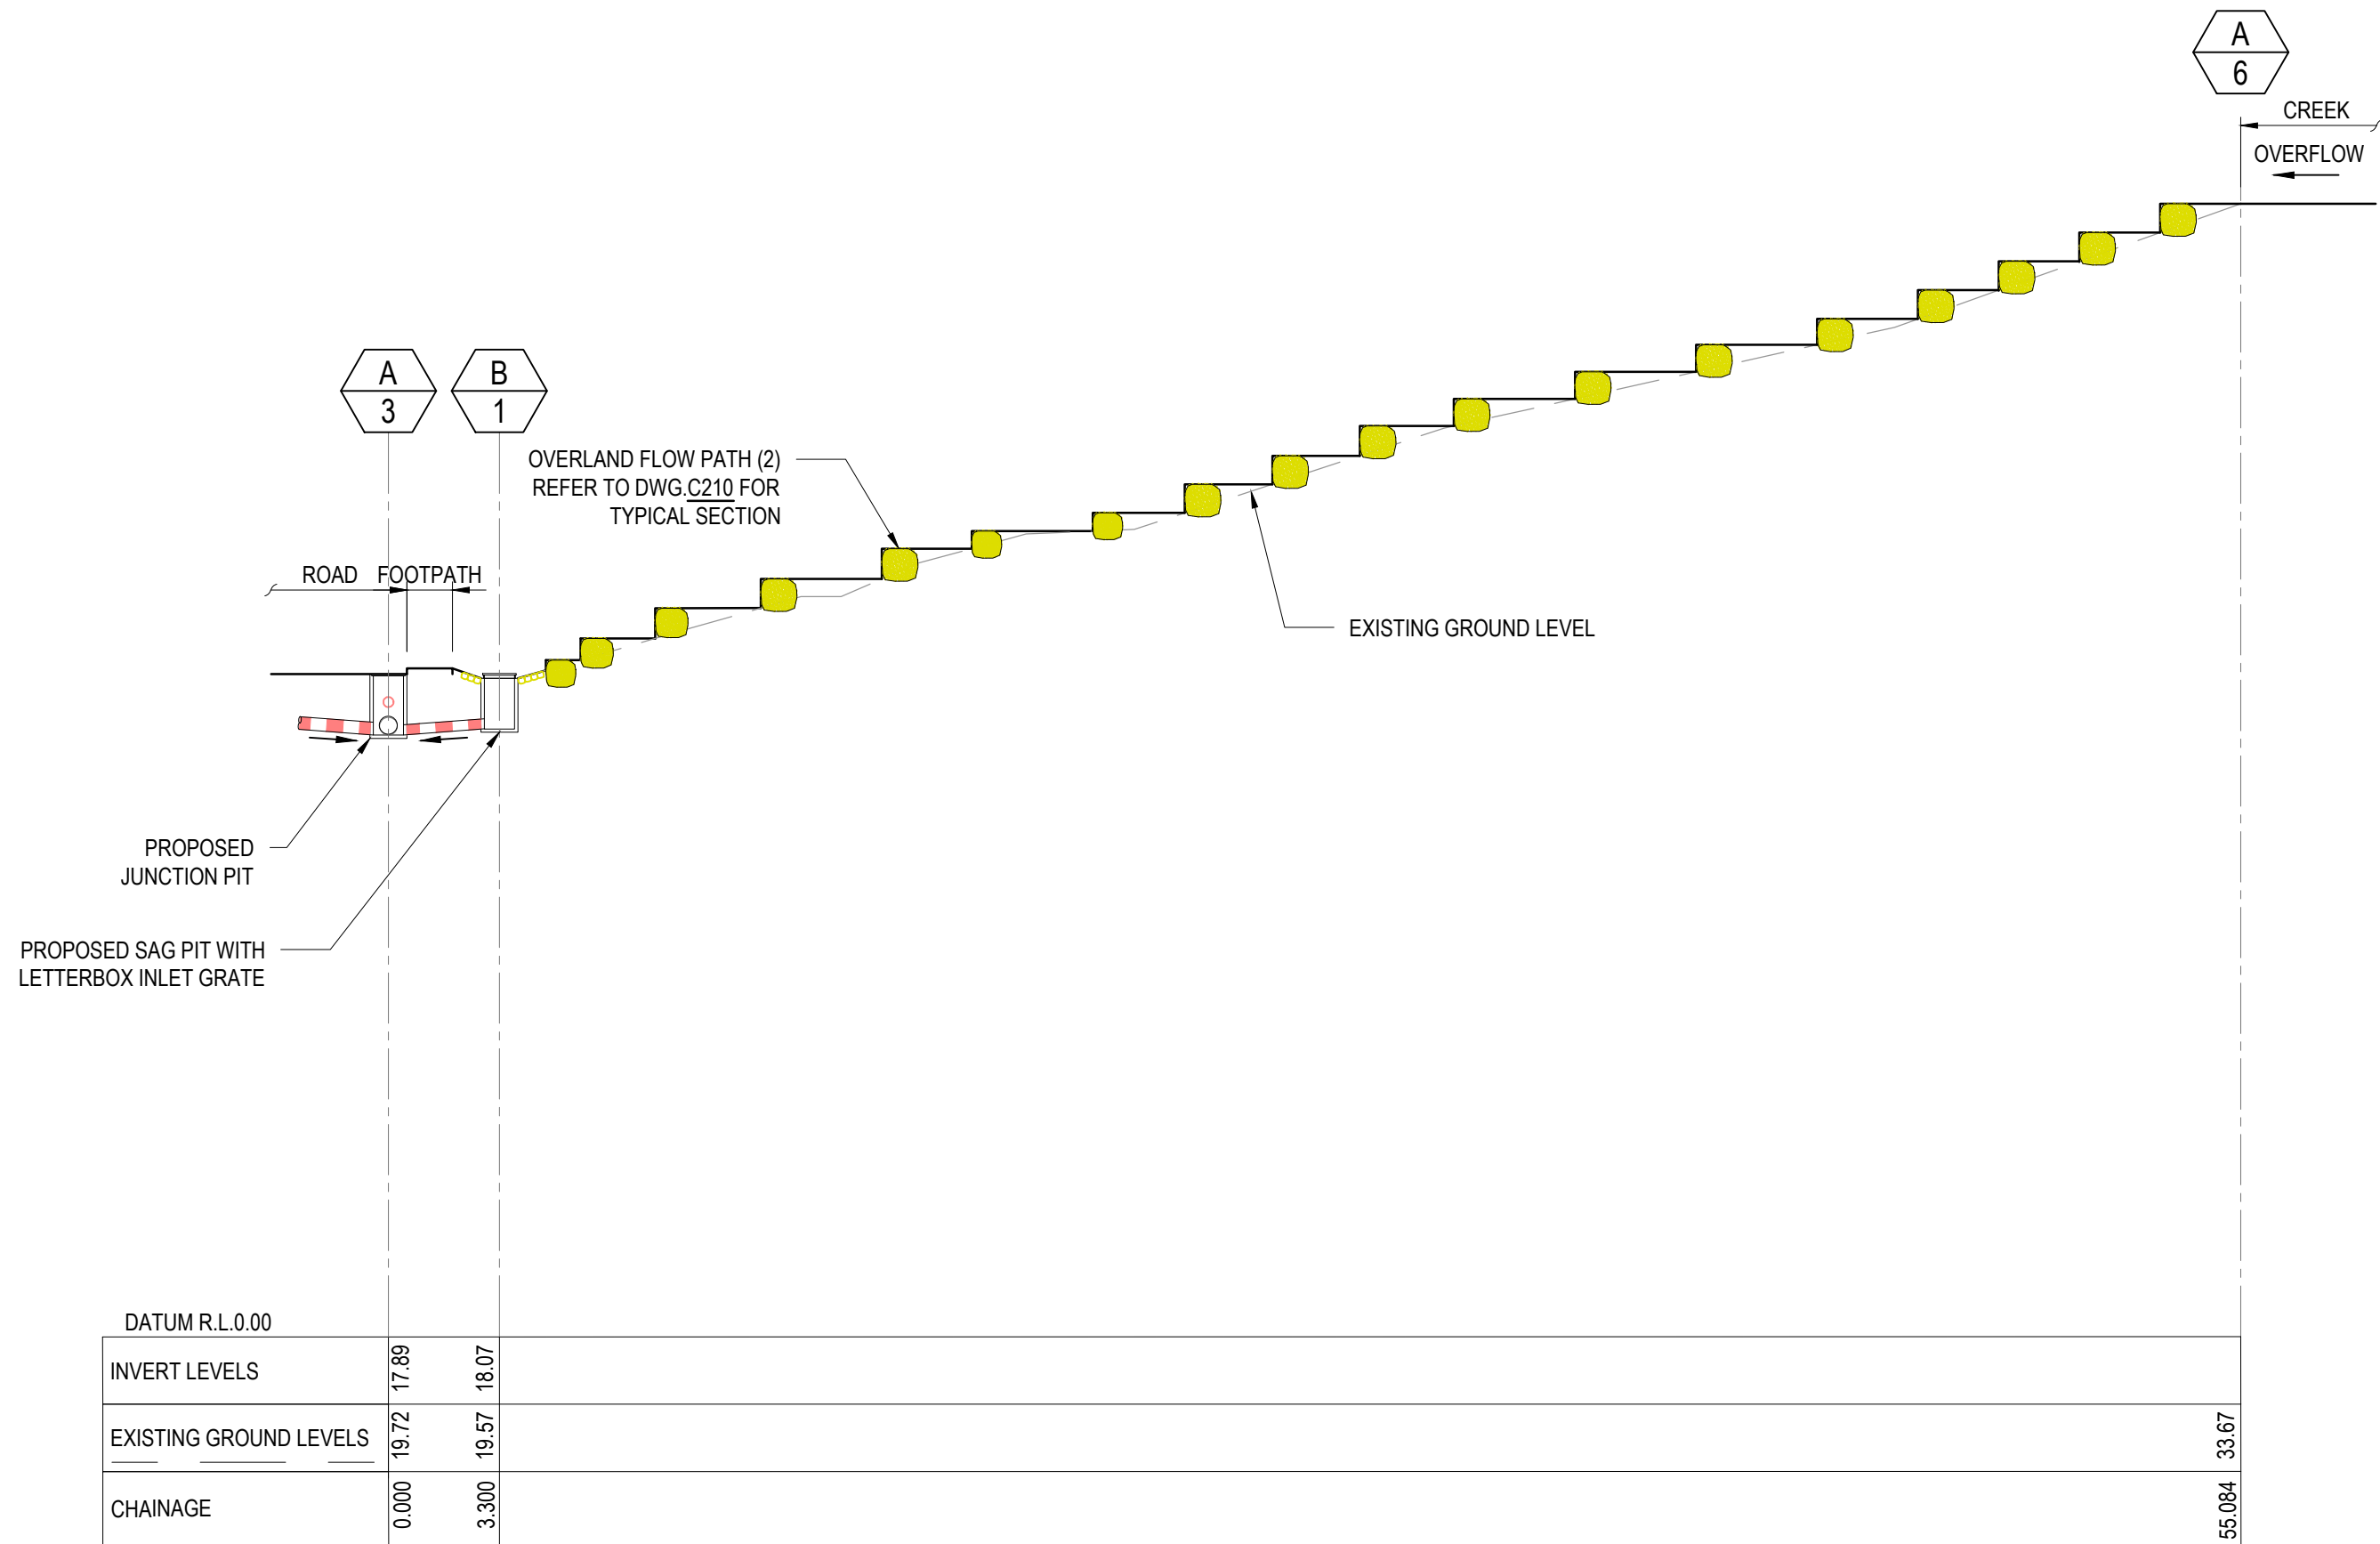 A
6
CREEK
OVERFLOW
A
3
B
1
OVERLAND FLOW PATH (2)
REFER TO DWG.C210 FOR
TYPICAL SECTION
ROAD
FOOTPATH
EXISTING GROUND LEVEL
PROPOSED
JUNCTION PIT
PROPOSED SAG PIT WITH
LETTERBOX INLET GRATE
DATUM R.L.0.00
INVERT LEVELS 17.89 18.07
EXISTING GROUND LEVELS 19.72 19.57 33.67
CHAINAGE 0.000 3.300 55.084